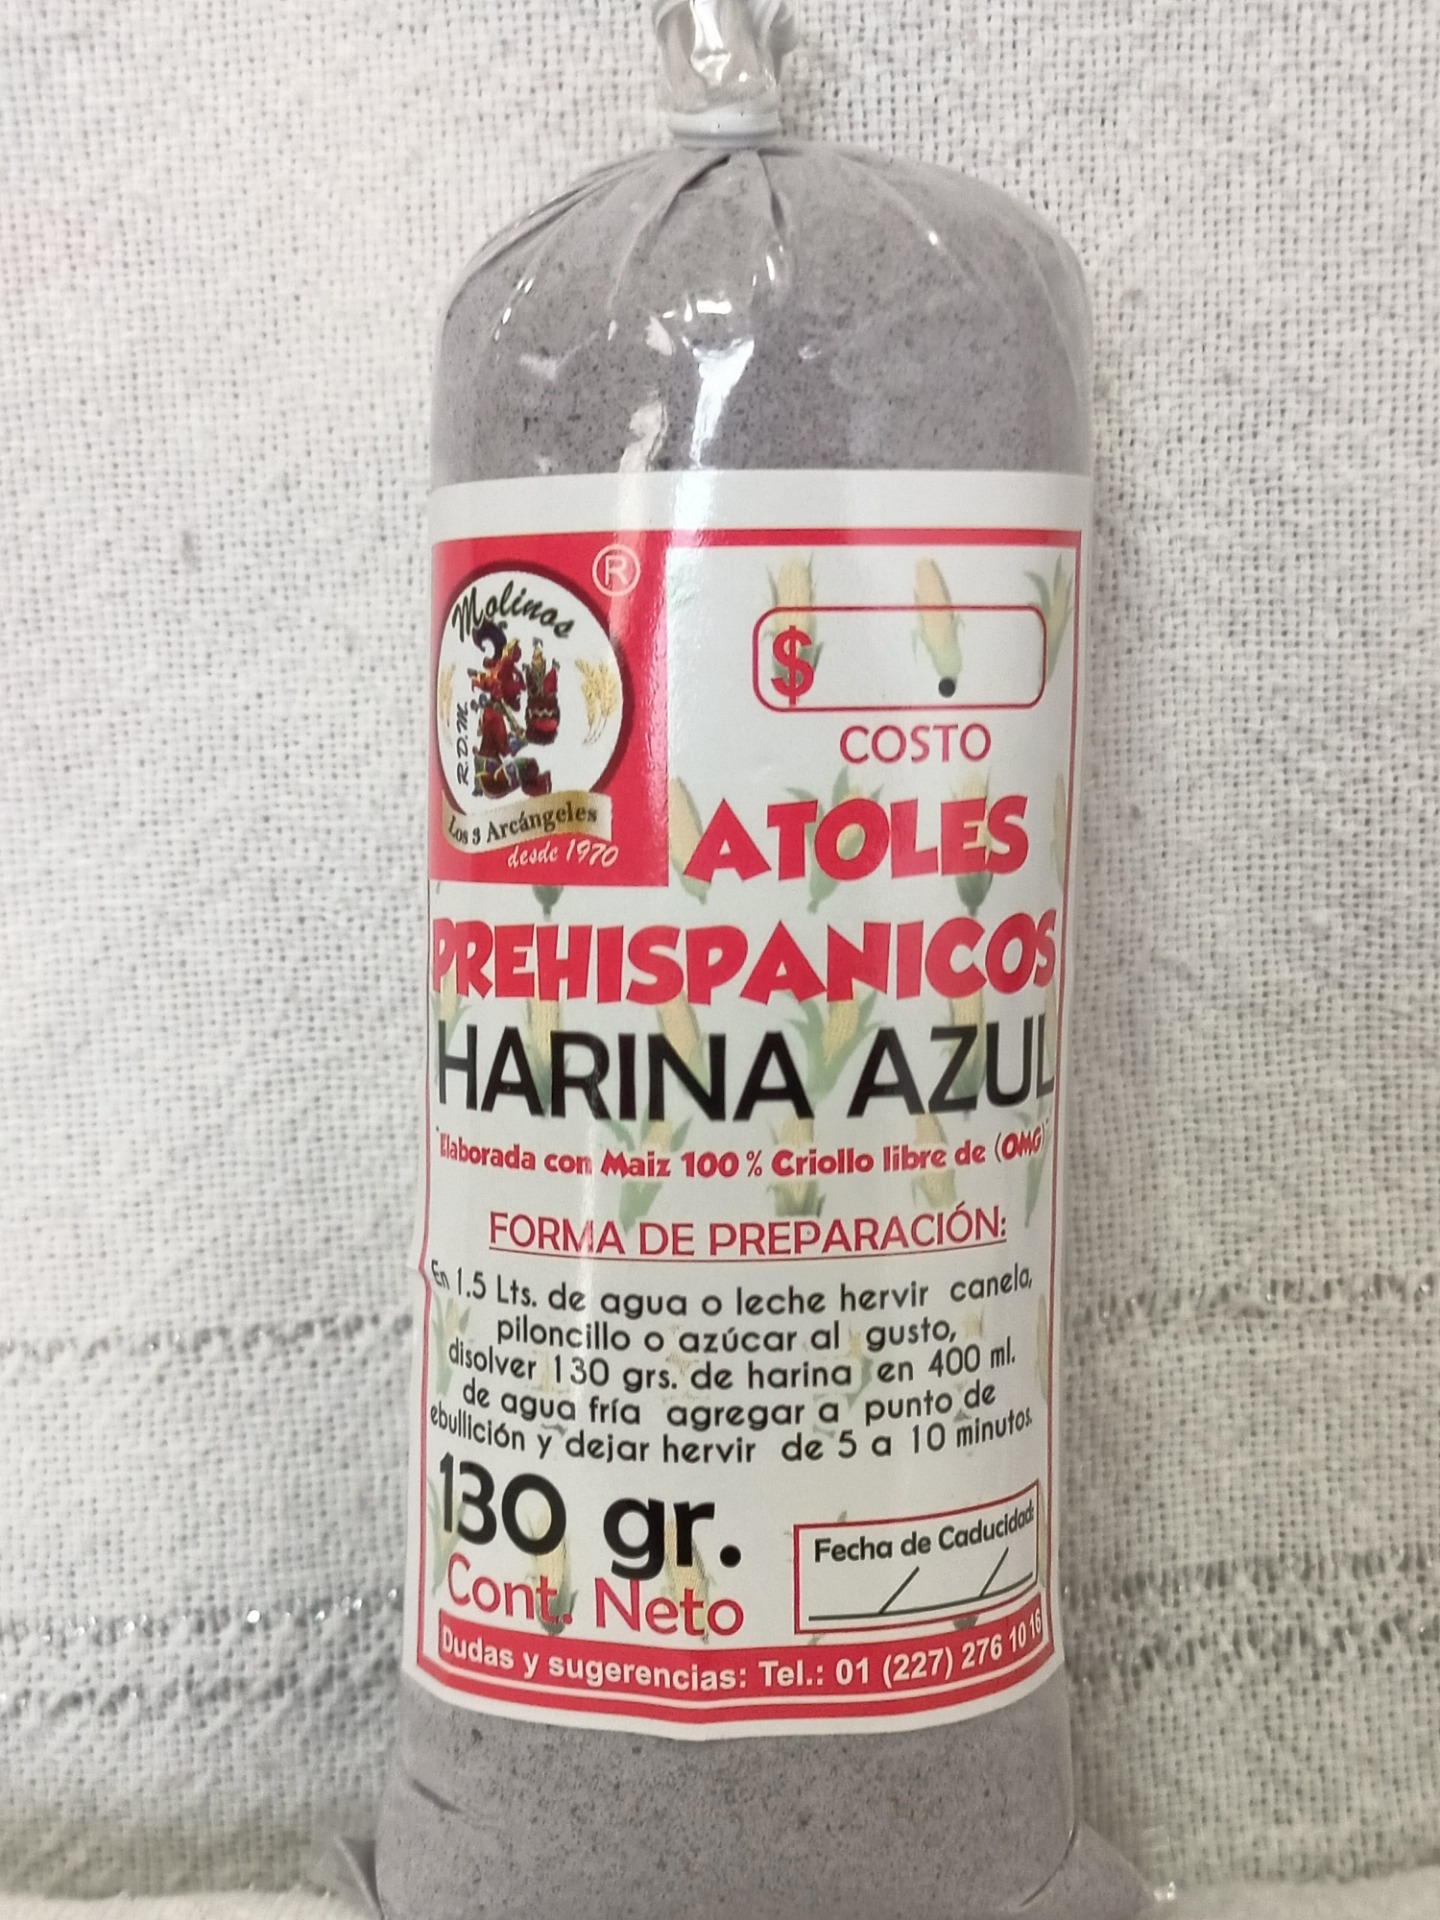 ®
Molinos
R.D.M.
Los 3 Arcángeles
desde 1970
$
COSTO
ATOLES
PREHISPANICOS
HARINA AZUL
"Elaborada con Maiz 100 % Criollo libre de (OMG)"
FORMA DE PREPARACIÓN:
En 1.5 Lts. de agua o leche hervir canela,
piloncillo o azúcar al gusto,
disolver 130 grs. de harina en 400 ml.
de agua fría agregar a punto de
ebullición y dejar hervir de 5 a 10 minutos.
130 gr.
Cont. Neto
Fecha de Caducidad:
/ /
Dudas y sugerencias: Tel.: 01 (227) 276 10 16